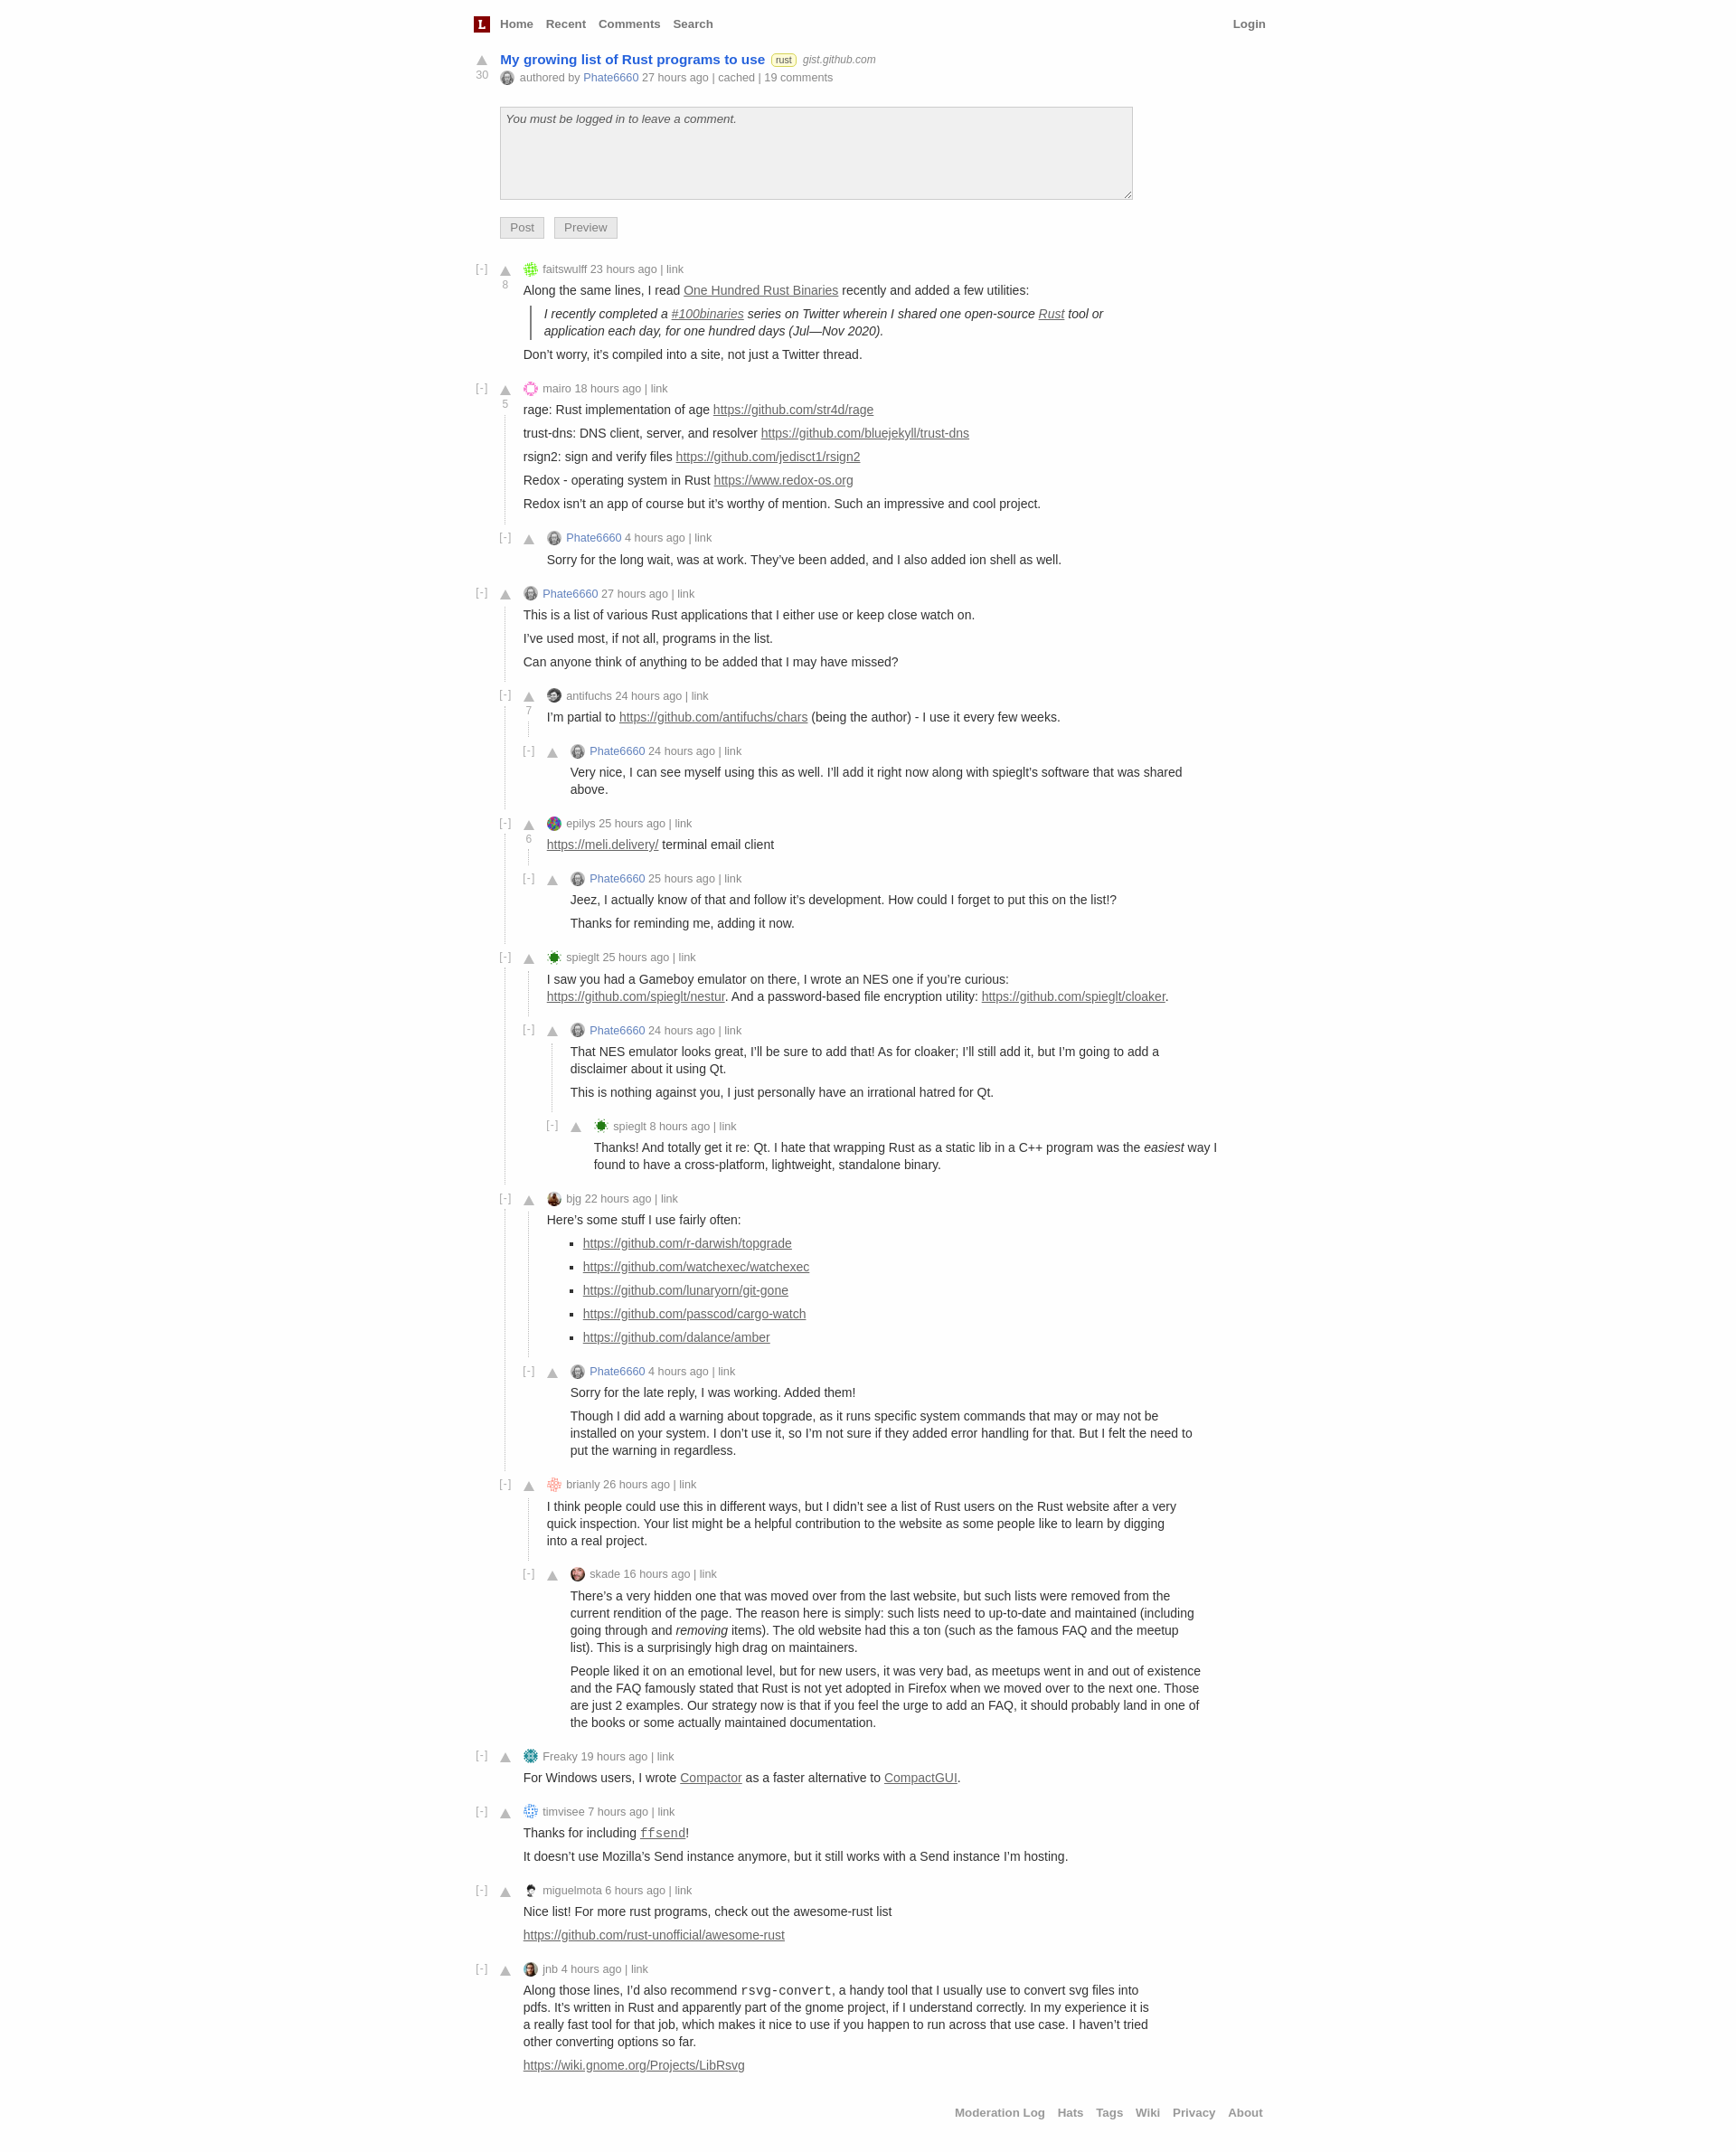 L Home Recent Comments Search Login
My growing list of Rust programs to use rust gist.github.com
30 authored by Phate6660 27 hours ago | cached | 19 comments
You must be logged in to leave a comment.
Post Preview
[-] faitswulff 23 hours ago | link
8
Along the same lines, I read One Hundred Rust Binaries recently and added a few utilities:
I recently completed a #100binaries series on Twitter wherein I shared one open-source Rust tool or
application each day, for one hundred days (Jul—Nov 2020).
Don’t worry, it’s compiled into a site, not just a Twitter thread.
[-] mairo 18 hours ago | link
5
rage: Rust implementation of age https://github.com/str4d/rage
trust-dns: DNS client, server, and resolver https://github.com/bluejekyll/trust-dns
rsign2: sign and verify files https://github.com/jedisct1/rsign2
Redox - operating system in Rust https://www.redox-os.org
Redox isn’t an app of course but it’s worthy of mention. Such an impressive and cool project.
[-] Phate6660 4 hours ago | link
Sorry for the long wait, was at work. They’ve been added, and I also added ion shell as well.
[-] Phate6660 27 hours ago | link
This is a list of various Rust applications that I either use or keep close watch on.
I’ve used most, if not all, programs in the list.
Can anyone think of anything to be added that I may have missed?
[-] antifuchs 24 hours ago | link
7
I’m partial to https://github.com/antifuchs/chars (being the author) - I use it every few weeks.
[-] Phate6660 24 hours ago | link
Very nice, I can see myself using this as well. I’ll add it right now along with spieglt’s software that was shared
above.
[-] epilys 25 hours ago | link
6
https://meli.delivery/ terminal email client
[-] Phate6660 25 hours ago | link
Jeez, I actually know of that and follow it’s development. How could I forget to put this on the list!?
Thanks for reminding me, adding it now.
[-] spieglt 25 hours ago | link
I saw you had a Gameboy emulator on there, I wrote an NES one if you’re curious:
https://github.com/spieglt/nestur. And a password-based file encryption utility: https://github.com/spieglt/cloaker.
[-] Phate6660 24 hours ago | link
That NES emulator looks great, I’ll be sure to add that! As for cloaker; I’ll still add it, but I’m going to add a
disclaimer about it using Qt.
This is nothing against you, I just personally have an irrational hatred for Qt.
[-] spieglt 8 hours ago | link
Thanks! And totally get it re: Qt. I hate that wrapping Rust as a static lib in a C++ program was the easiest way I
found to have a cross-platform, lightweight, standalone binary.
[-] bjg 22 hours ago | link
Here’s some stuff I use fairly often:
▪ https://github.com/r-darwish/topgrade
▪ https://github.com/watchexec/watchexec
▪ https://github.com/lunaryorn/git-gone
▪ https://github.com/passcod/cargo-watch
▪ https://github.com/dalance/amber
[-] Phate6660 4 hours ago | link
Sorry for the late reply, I was working. Added them!
Though I did add a warning about topgrade, as it runs specific system commands that may or may not be
installed on your system. I don’t use it, so I’m not sure if they added error handling for that. But I felt the need to
put the warning in regardless.
[-] brianly 26 hours ago | link
I think people could use this in different ways, but I didn’t see a list of Rust users on the Rust website after a very
quick inspection. Your list might be a helpful contribution to the website as some people like to learn by digging
into a real project.
[-] skade 16 hours ago | link
There’s a very hidden one that was moved over from the last website, but such lists were removed from the
current rendition of the page. The reason here is simply: such lists need to up-to-date and maintained (including
going through and removing items). The old website had this a ton (such as the famous FAQ and the meetup
list). This is a surprisingly high drag on maintainers.
People liked it on an emotional level, but for new users, it was very bad, as meetups went in and out of existence
and the FAQ famously stated that Rust is not yet adopted in Firefox when we moved over to the next one. Those
are just 2 examples. Our strategy now is that if you feel the urge to add an FAQ, it should probably land in one of
the books or some actually maintained documentation.
[-] Freaky 19 hours ago | link
For Windows users, I wrote Compactor as a faster alternative to CompactGUI.
[-] timvisee 7 hours ago | link
Thanks for including ffsend!
It doesn’t use Mozilla’s Send instance anymore, but it still works with a Send instance I’m hosting.
[-] miguelmota 6 hours ago | link
Nice list! For more rust programs, check out the awesome-rust list
https://github.com/rust-unofficial/awesome-rust
[-] jnb 4 hours ago | link
Along those lines, I’d also recommend rsvg-convert, a handy tool that I usually use to convert svg files into
pdfs. It’s written in Rust and apparently part of the gnome project, if I understand correctly. In my experience it is
a really fast tool for that job, which makes it nice to use if you happen to run across that use case. I haven’t tried
other converting options so far.
https://wiki.gnome.org/Projects/LibRsvg
Moderation Log Hats Tags Wiki Privacy About